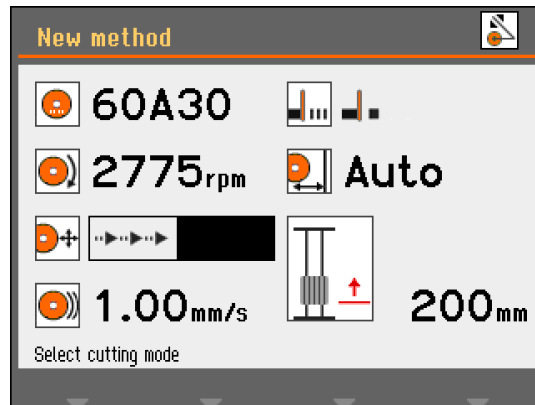 New method
60A30
2775rpm
Auto
1.00mm/s
200mm
Select cutting mode